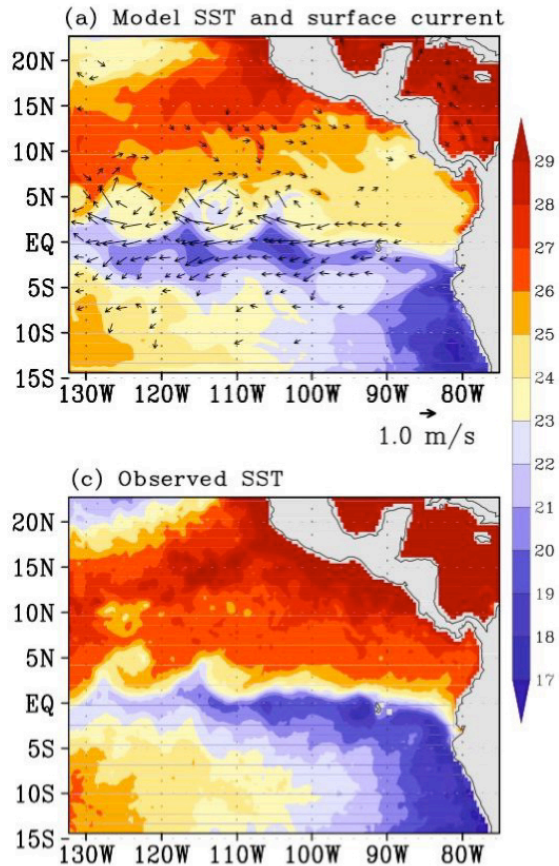 (a) Model SST and surface current
20N
15N
10N
5N
EQ
5S
10S
15S
130W 120W 110W 100W 90W 80W
1.0 m/s
(c) Observed SST
20N
15N
10N
5N
EQ
5S
10S
15S
130W 120W 110W 100W 90W 80W
29
28
27
26
25
24
23
22
21
20
19
18
17